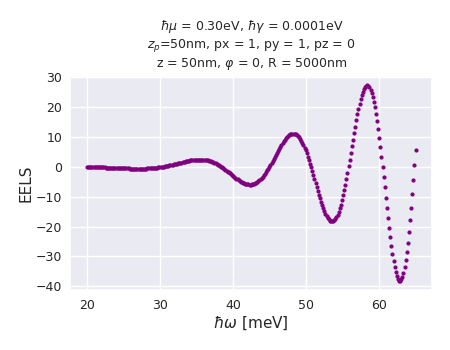 ℏμ = 0.30eV, ℏγ = 0.0001eV
z_p=50nm, px = 1, py = 1, pz = 0
z = 50nm, φ = 0, R = 5000nm
30
20
10
0
−10
−20
−30
−40
EELS
20 30 40 50 60
ℏω [meV]